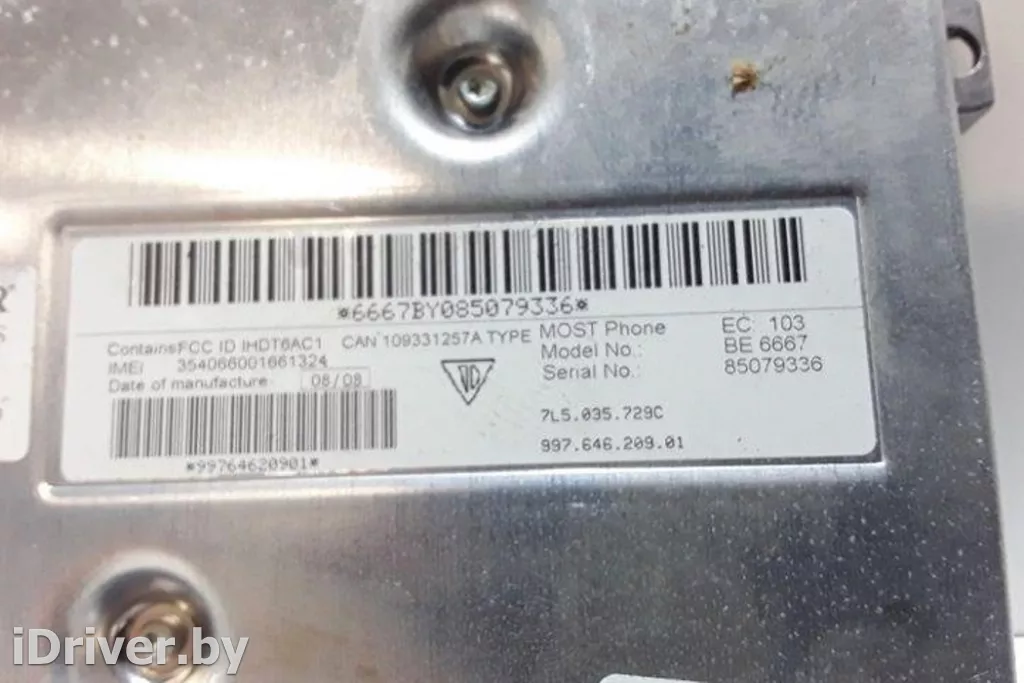 *6667BY085079336*
Contains FCC ID IHDT6AC1 CAN 109331257A TYPE MOST Phone EC: 103
IMEI 354066001661324 Model No.: BE 6667
Date of manufacture: 08/08 Serial No.: 85079336
7L5.035.729C
997.646.209.01
*99764620901*
iDriver.by